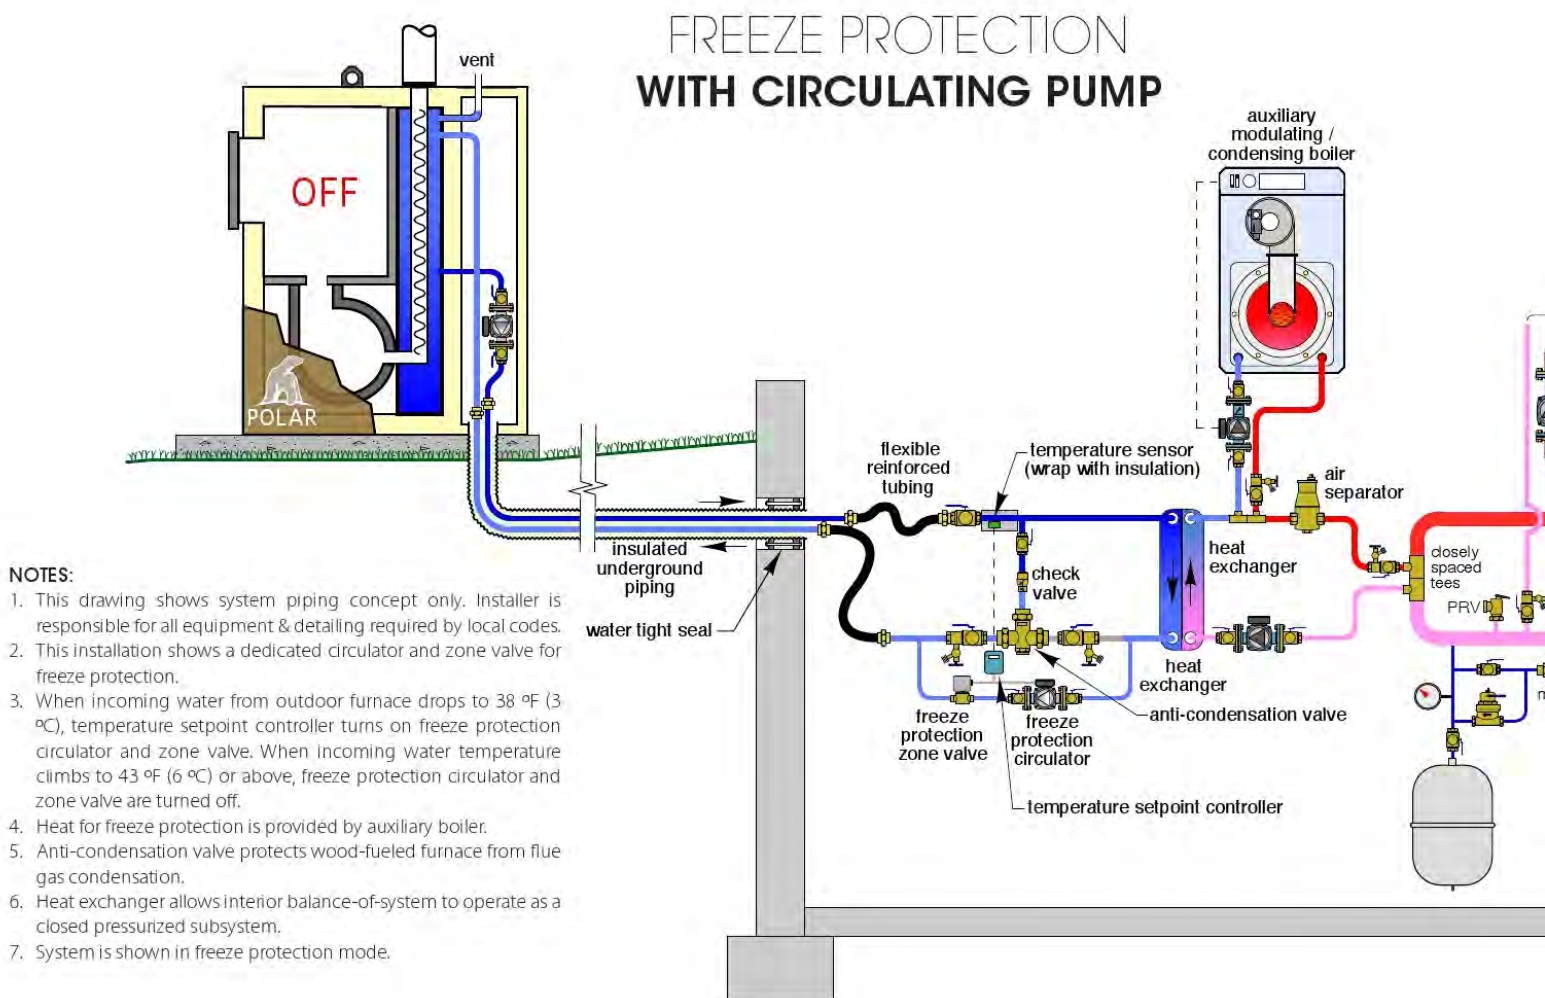 FREEZE PROTECTION
WITH CIRCULATING PUMP
vent
OFF
POLAR
auxiliary
modulating /
condensing boiler
flexible
reinforced
tubing
temperature sensor
(wrap with insulation)
air
separator
insulated
underground
piping
water tight seal
check
valve
heat
exchanger
closely
spaced
tees
PRV
heat
exchanger
anti-condensation valve
freeze
protection
zone valve
freeze
protection
circulator
temperature setpoint controller
NOTES:
1. This drawing shows system piping concept only. Installer is
responsible for all equipment & detailing required by local codes.
2. This installation shows a dedicated circulator and zone valve for
freeze protection.
3. When incoming water from outdoor furnace drops to 38 ºF (3
ºC), temperature setpoint controller turns on freeze protection
circulator and zone valve. When incoming water temperature
climbs to 43 ºF (6 ºC) or above, freeze protection circulator and
zone valve are turned off.
4. Heat for freeze protection is provided by auxiliary boiler.
5. Anti-condensation valve protects wood-fueled furnace from flue
gas condensation.
6. Heat exchanger allows interior balance-of-system to operate as a
closed pressurized subsystem.
7. System is shown in freeze protection mode.